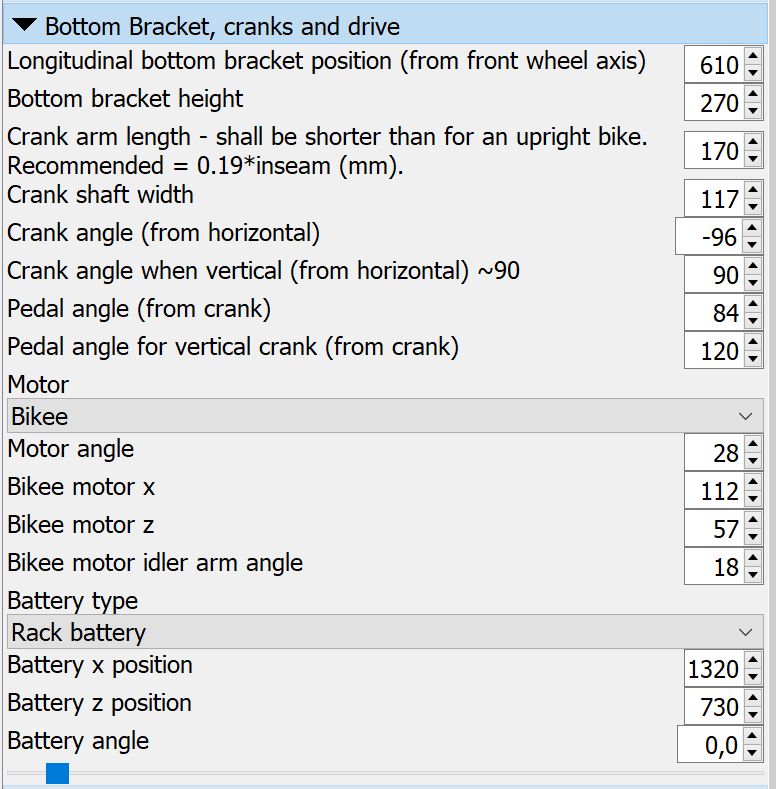 Bottom Bracket, cranks and drive
Longitudinal bottom bracket position (from front wheel axis) 610
Bottom bracket height 270
Crank arm length - shall be shorter than for an upright bike.
Recommended = 0.19*inseam (mm). 170
Crank shaft width 117
Crank angle (from horizontal) -96
Crank angle when vertical (from horizontal) ~90 90
Pedal angle (from crank) 84
Pedal angle for vertical crank (from crank) 120
Motor
Bikee
Motor angle 28
Bikee motor x 112
Bikee motor z 57
Bikee motor idler arm angle 18
Battery type
Rack battery
Battery x position 1320
Battery z position 730
Battery angle 0,0